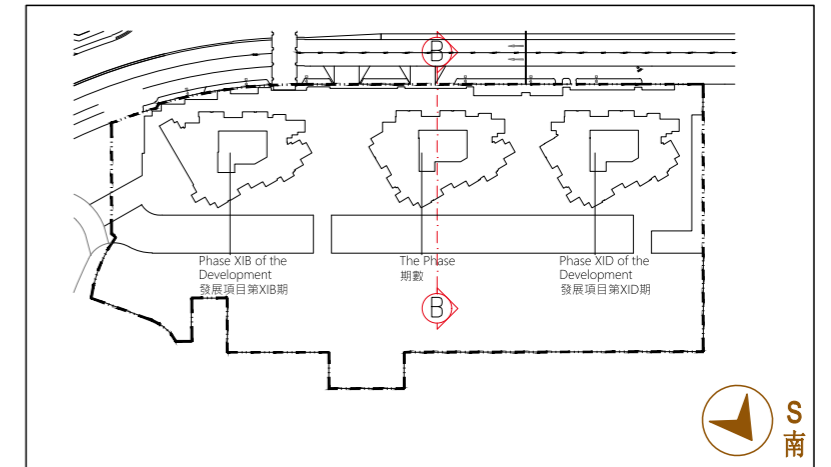 B
Phase XIB of the
Development
發展項目第XIB期
The Phase
期數
Phase XID of the
Development
發展項目第XID期
B
S
南